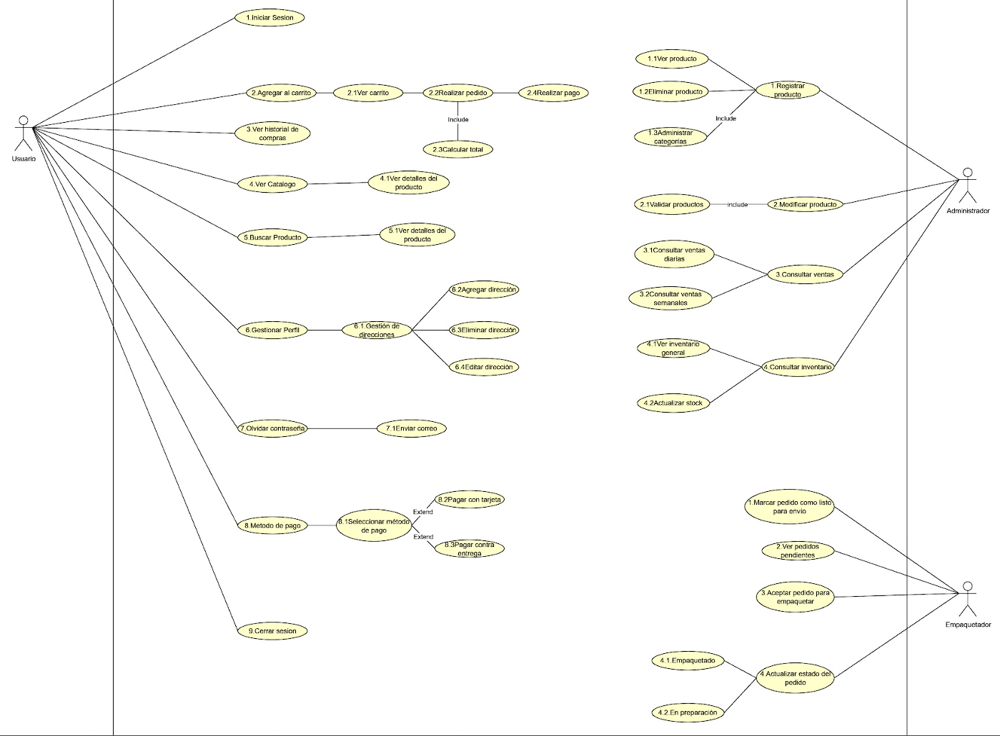 1.Iniciar Sesion
2.Agregar al carrito
2.1Ver carrito
2.2Realizar pedido
2.4Realizar pago
Include
2.3Calcular total
Usuario
3.Ver historial de
compras
4.Ver Catalogo
4.1Ver detalles del
producto
5.Buscar Producto
5.1Ver detalles del
producto
6.Gestionar Perfil
6.1.Gestión de
direcciones
6.2Agregar dirección
6.3Eliminar dirección
6.4Editar dirección
7.Olvidar contraseña
7.1Enviar correo
8.Metodo de pago
8.1Seleccionar método
de pago
Extend
Extend
8.2Pagar con tarjeta
8.3Pagar contra
entrega
9.Cerrar sesion
1.1Ver producto
1.2Eliminar producto
1.Registrar
producto
Include
1.3Administrar
categorías
Administrador
2.1Validar productos
include
2.Modificar producto
3.1Consultar ventas
diarias
3.Consultar ventas
3.2Consultar ventas
semanales
4.1Ver inventario
general
4.Consultar inventario
4.2Actualizar stock
1.Marcar pedido como listo
para envío
2.Ver pedidos
pendientes
3.Aceptar pedido para
empaquetar
Empaquetador
4.1.Empaquetado
4.Actualizar estado del
pedido
4.2.En preparación